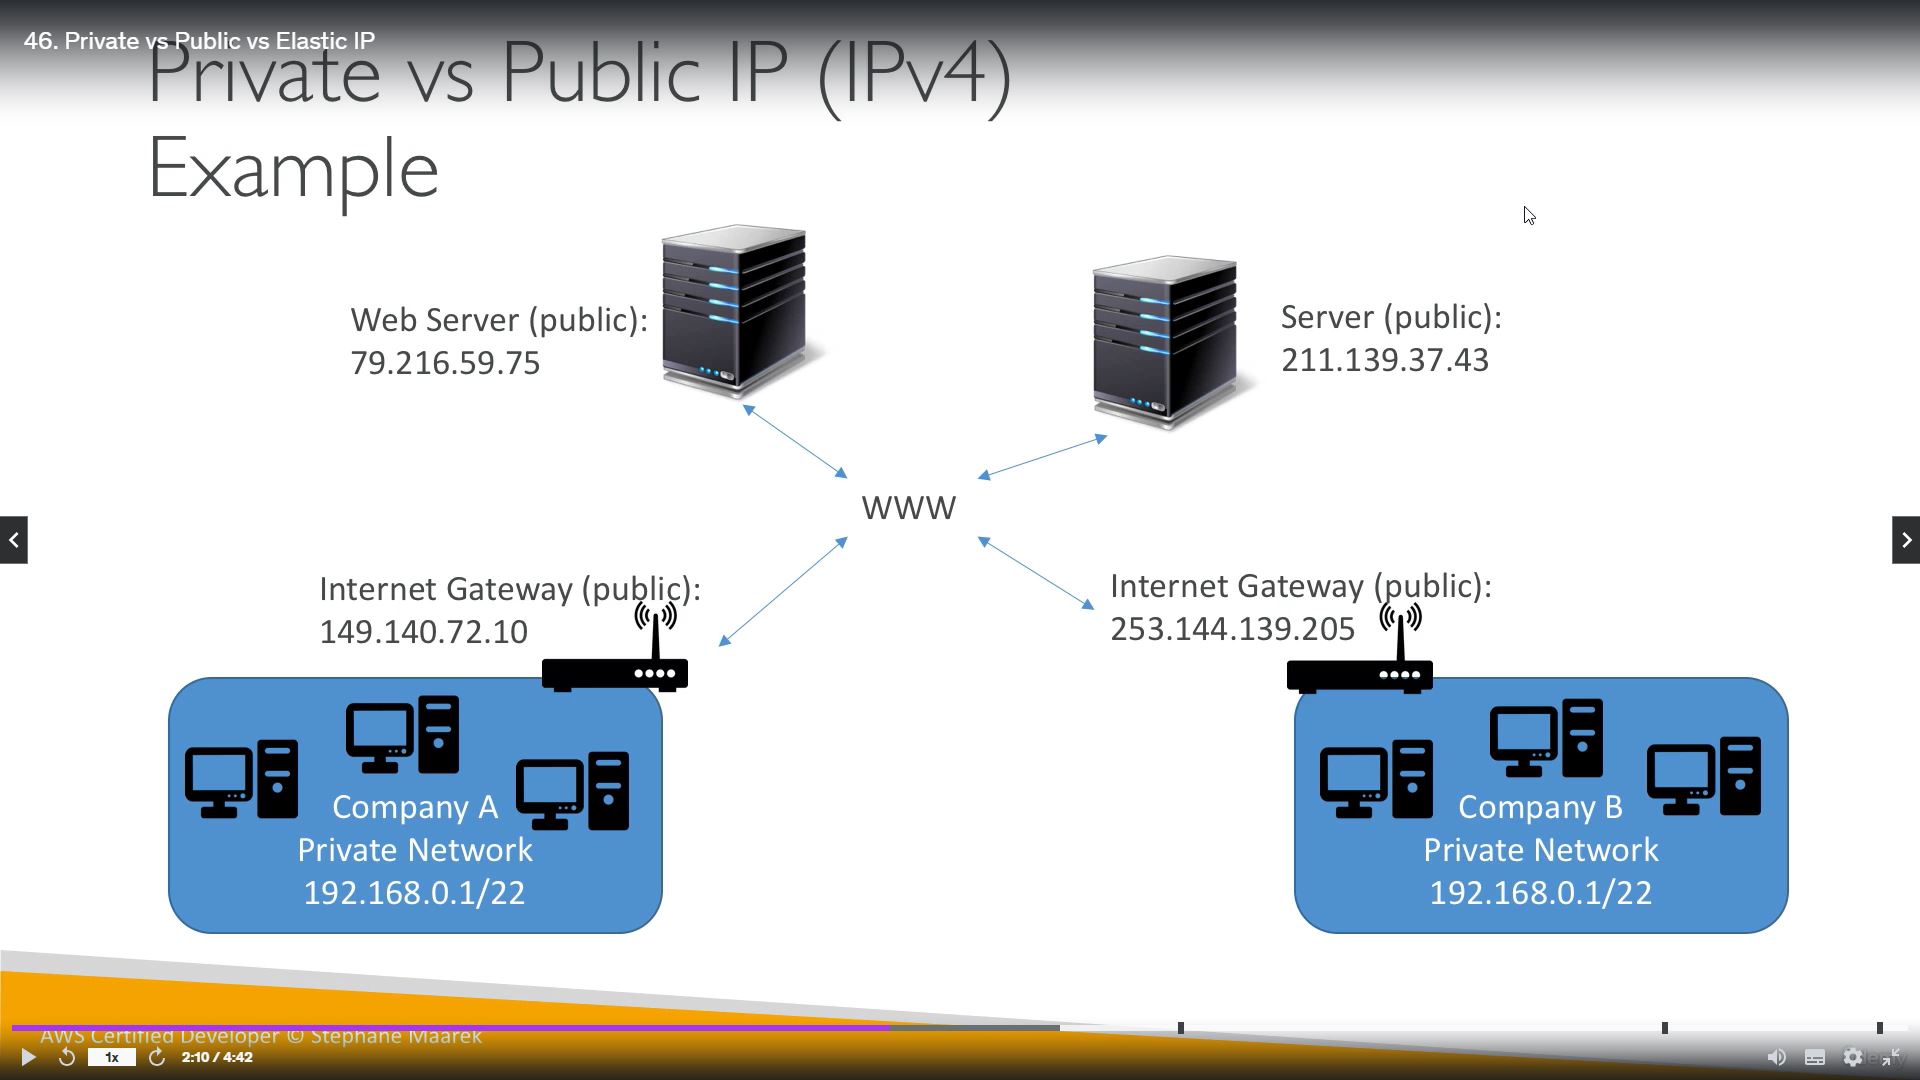 46. Private vs Public vs Elastic IP
Private vs Public IP (IPv4)
Example
Web Server (public):
79.216.59.75
Server (public):
211.139.37.43
WWW
Internet Gateway (public):
149.140.72.10
Internet Gateway (public):
253.144.139.205
Company A
Private Network
192.168.0.1/22
Company B
Private Network
192.168.0.1/22
AWS Certified Developer © Stephane Maarek
1x
2:10 / 4:42